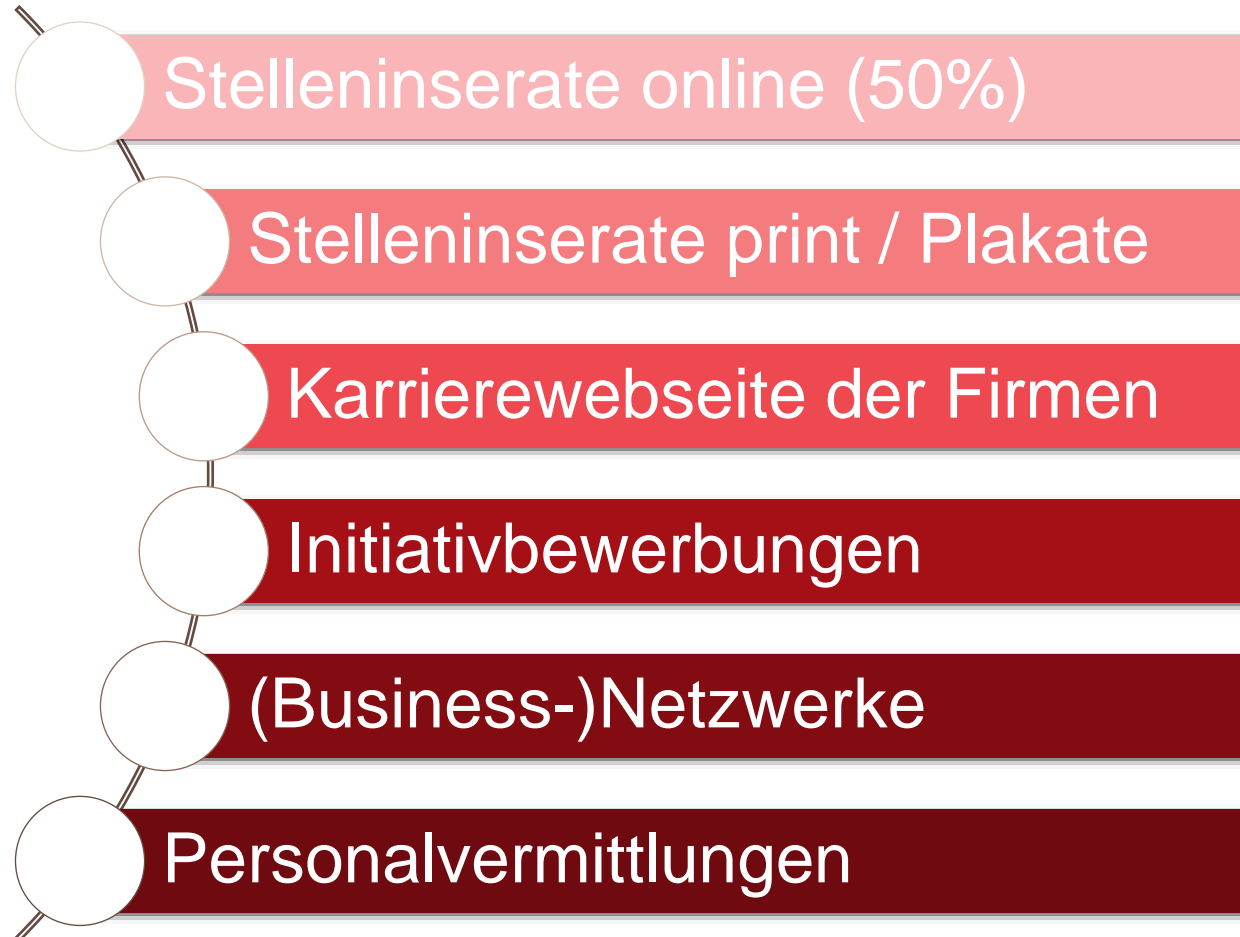 Stelleninserate online (50%)
Stelleninserate print / Plakate
Karrierewebseite der Firmen
Initiativbewerbungen
(Business-)Netzwerke
Personalvermittlungen